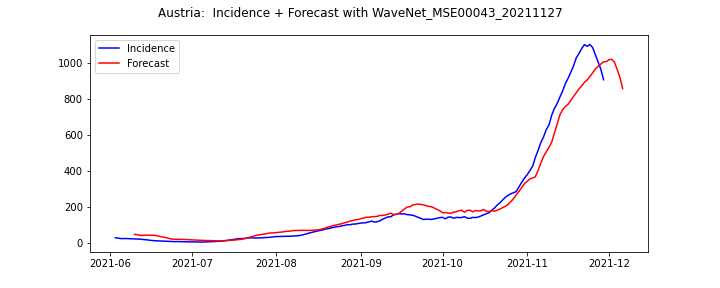 Austria:  Incidence + Forecast with WaveNet_MSE00043_20211127
Incidence
Forecast
1000
800
600
400
200
0
2021-06 2021-07 2021-08 2021-09 2021-10 2021-11 2021-12